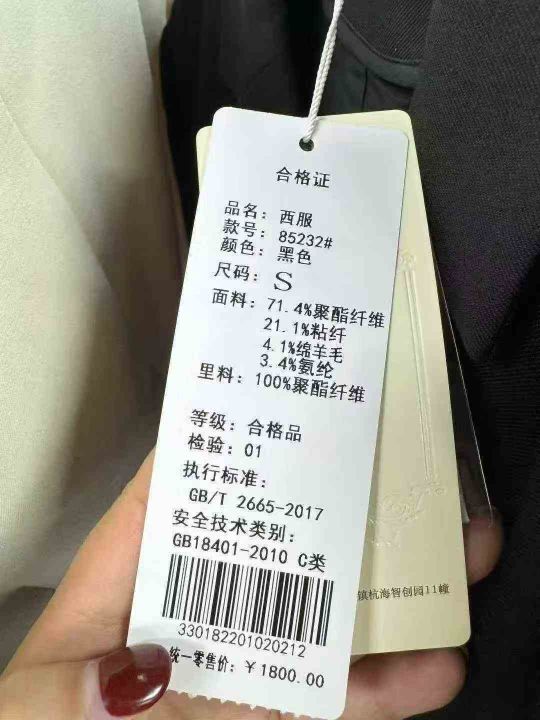 合格证
品名: 西服
款号: 85232#
颜色: 黑色
尺码: S
面料: 71.4%聚酯纤维
21.1%粘纤
4.1%绵羊毛
3.4%氨纶
里料: 100%聚酯纤维
等级: 合格品
检验: 01
执行标准:
GB/T 2665-2017
安全技术类别:
GB18401-2010 C类
330182201020212
统一零售价: ￥1800.00
镇杭海智创园11幢